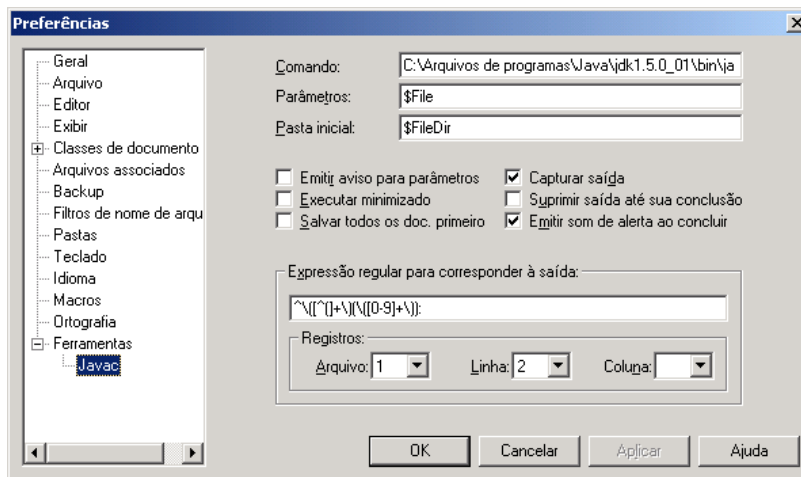 Preferências
Geral
Arquivo
Editor
Exibir
Classes de documento
Arquivos associados
Backup
Filtros de nome de arqu
Pastas
Teclado
Idioma
Macros
Ortografia
Ferramentas
Javac
Comando: C:\Arquivos de programas\Java\jdk1.5.0_01\bin\ja
Parâmetros: $File
Pasta inicial: $FileDir
Emitir aviso para parâmetros
Capturar saída
Executar minimizado
Suprimir saída até sua conclusão
Salvar todos os doc. primeiro
Emitir som de alerta ao concluir
Expressão regular para corresponder à saída:
^\([^(]+\)(\([0-9]+\)):
Registros:
Arquivo: 1 Linha: 2 Coluna:
OK Cancelar Aplicar Ajuda